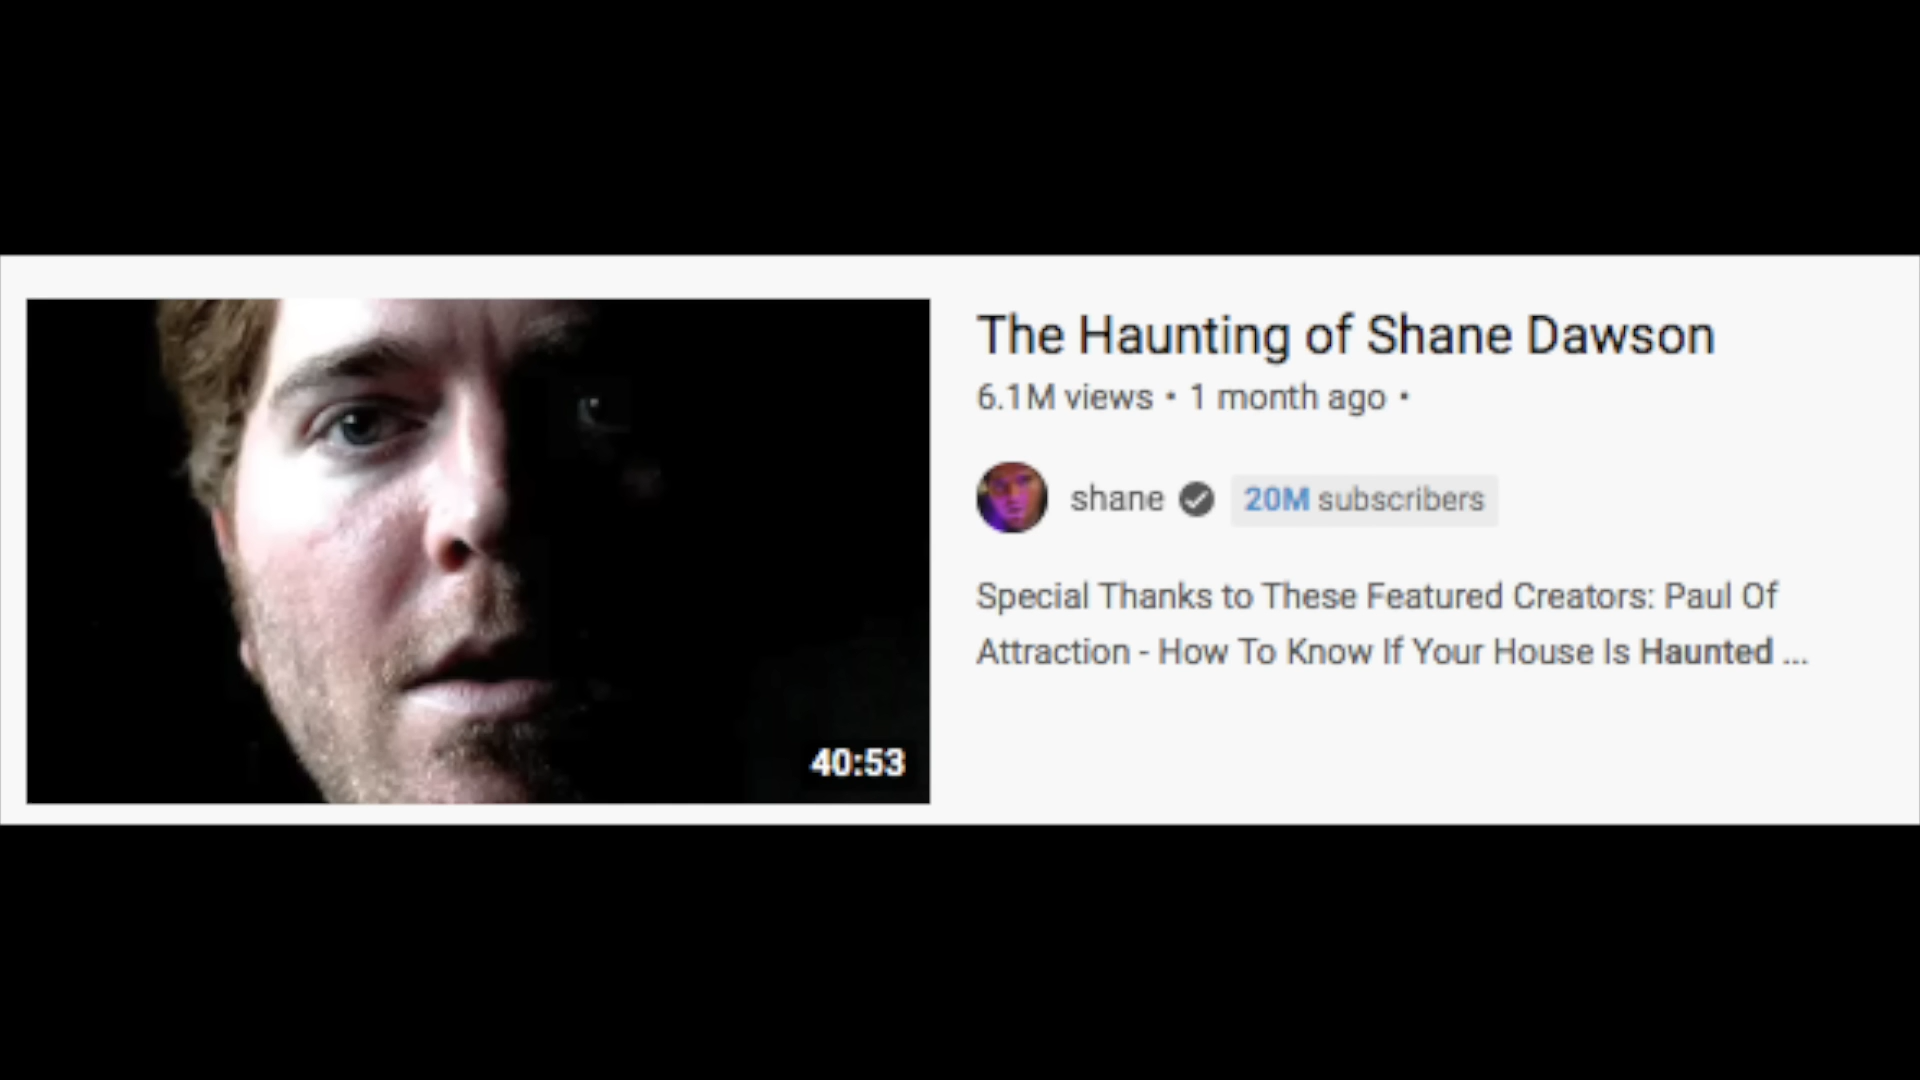 The Haunting of Shane Dawson
6.1M views • 1 month ago •
shane 20M subscribers
Special Thanks to These Featured Creators: Paul Of
Attraction - How To Know If Your House Is Haunted ...
40:53